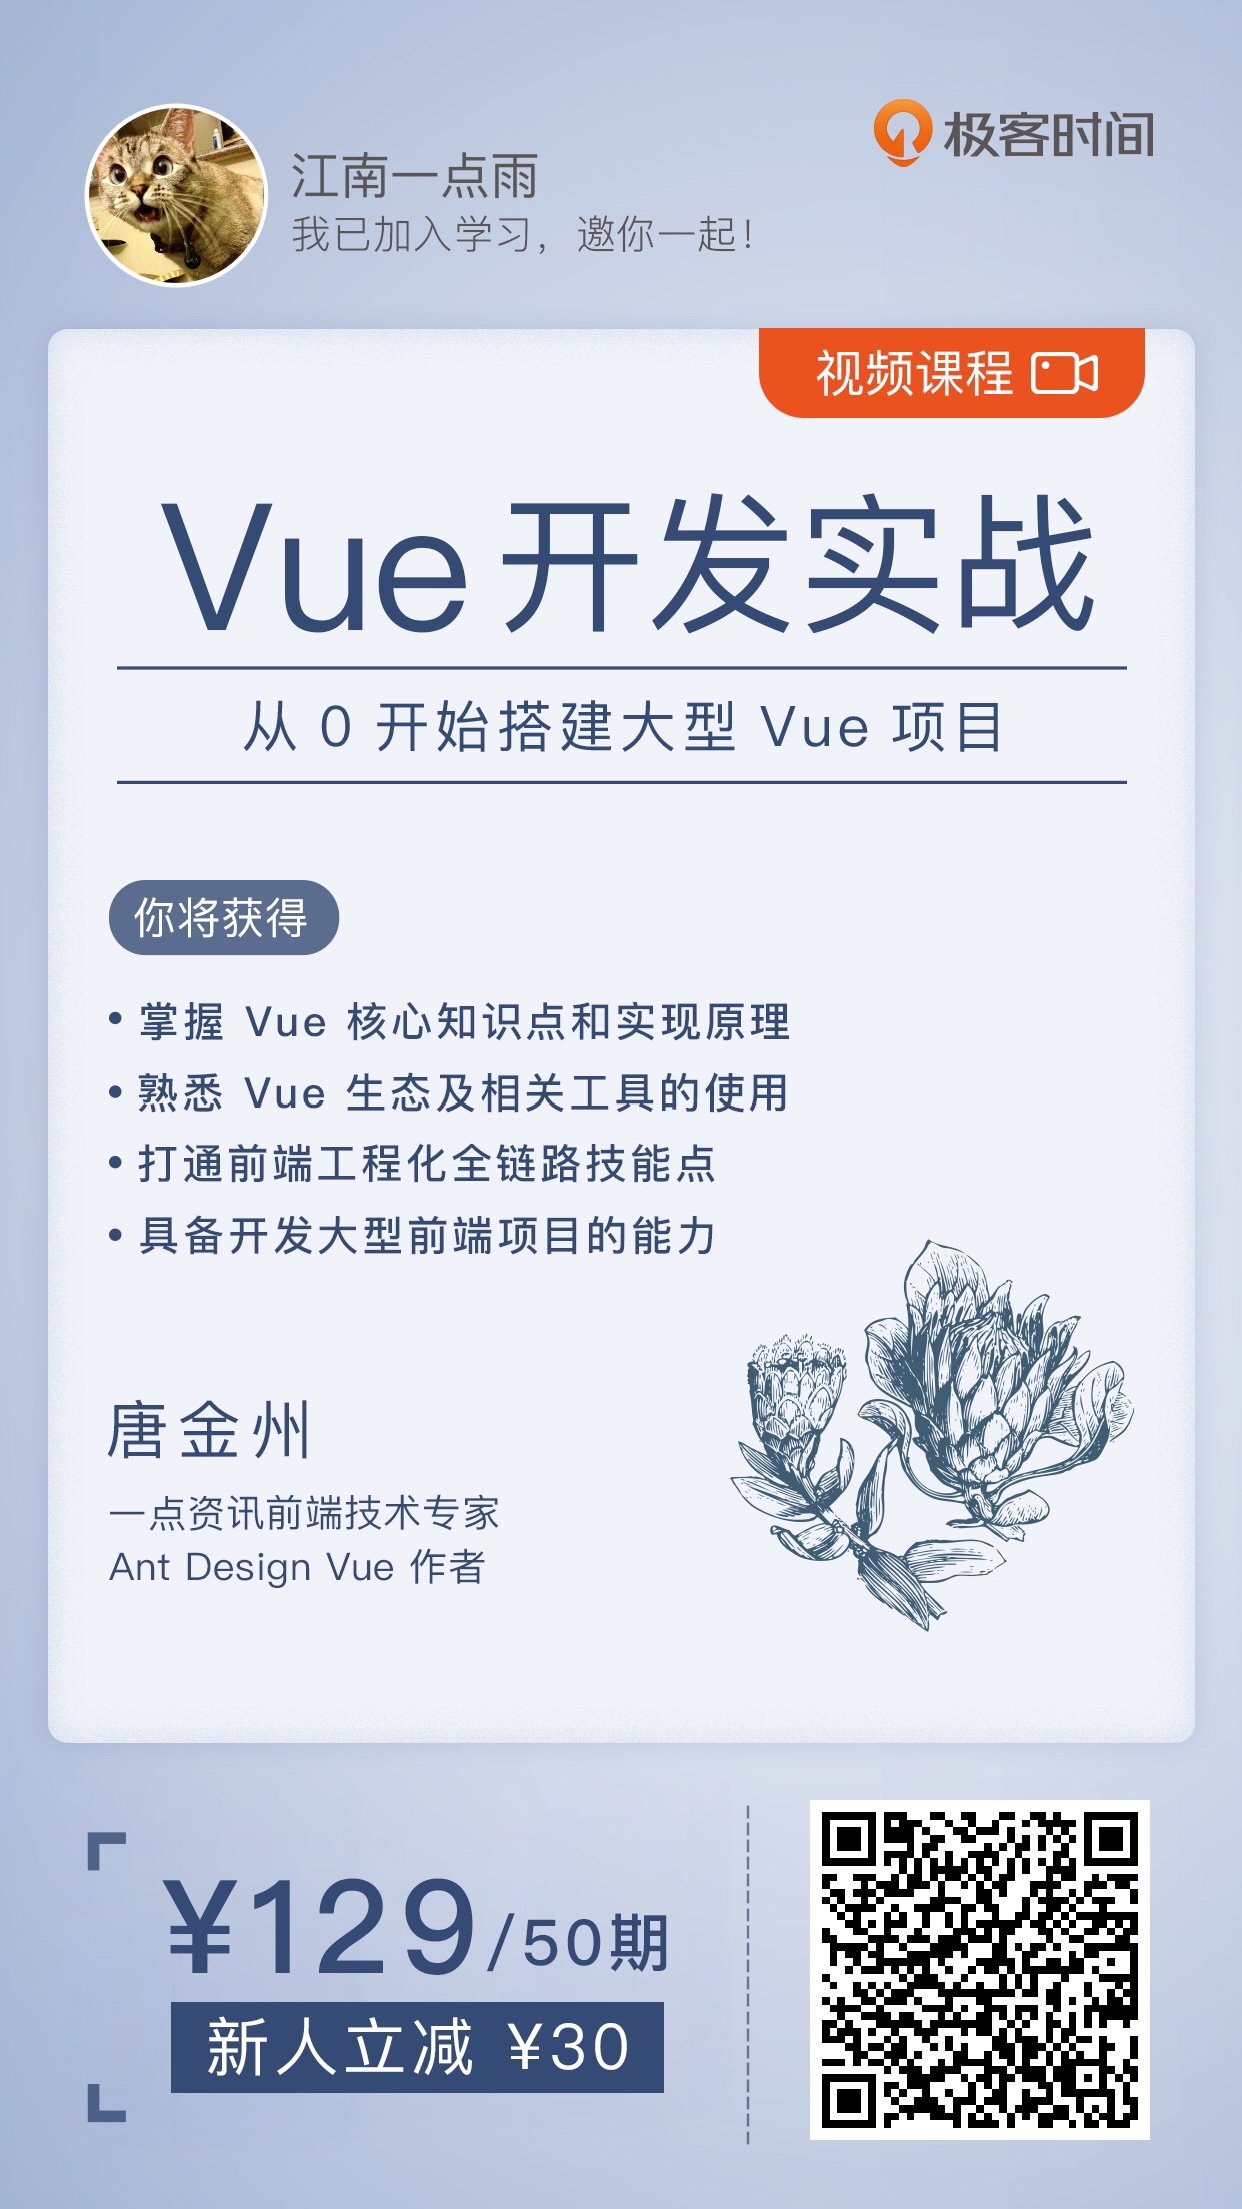 江南一点雨
我已加入学习，邀你一起！
极客时间
视频课程
Vue 开发实战
从 0 开始搭建大型 Vue 项目
你将获得
• 掌握 Vue 核心知识点和实现原理
• 熟悉 Vue 生态及相关工具的使用
• 打通前端工程化全链路技能点
• 具备开发大型前端项目的能力
唐金州
一点资讯前端技术专家
Ant Design Vue 作者
¥129/50期
新人立减 ¥30